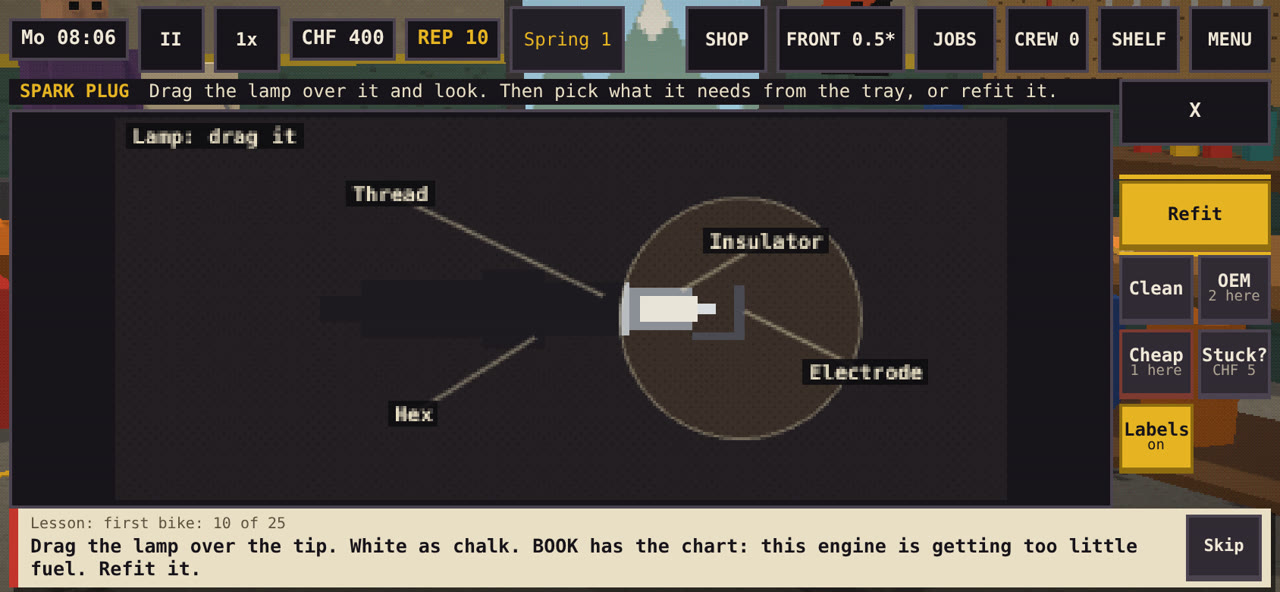 Mo 08:06
II
1x
CHF 400
REP 10
Spring 1
SHOP
FRONT 0.5*
JOBS
CREW 0
SHELF
MENU
SPARK PLUG Drag the lamp over it and look. Then pick what it needs from the tray, or refit it.
X
Lamp: drag it
Thread
Insulator
Electrode
Hex
Refit
Clean
OEM
2 here
Cheap
1 here
Stuck?
CHF 5
Labels
on
Lesson: first bike: 10 of 25
Drag the lamp over the tip. White as chalk. BOOK has the chart: this engine is getting too little
fuel. Refit it.
Skip